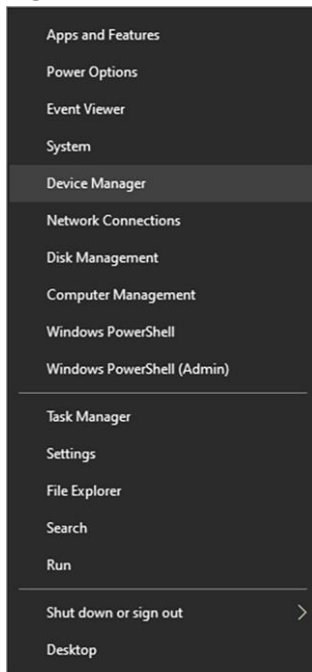 Apps and Features
Power Options
Event Viewer
System
Device Manager
Network Connections
Disk Management
Computer Management
Windows PowerShell
Windows PowerShell (Admin)
Task Manager
Settings
File Explorer
Search
Run
Shut down or sign out
Desktop